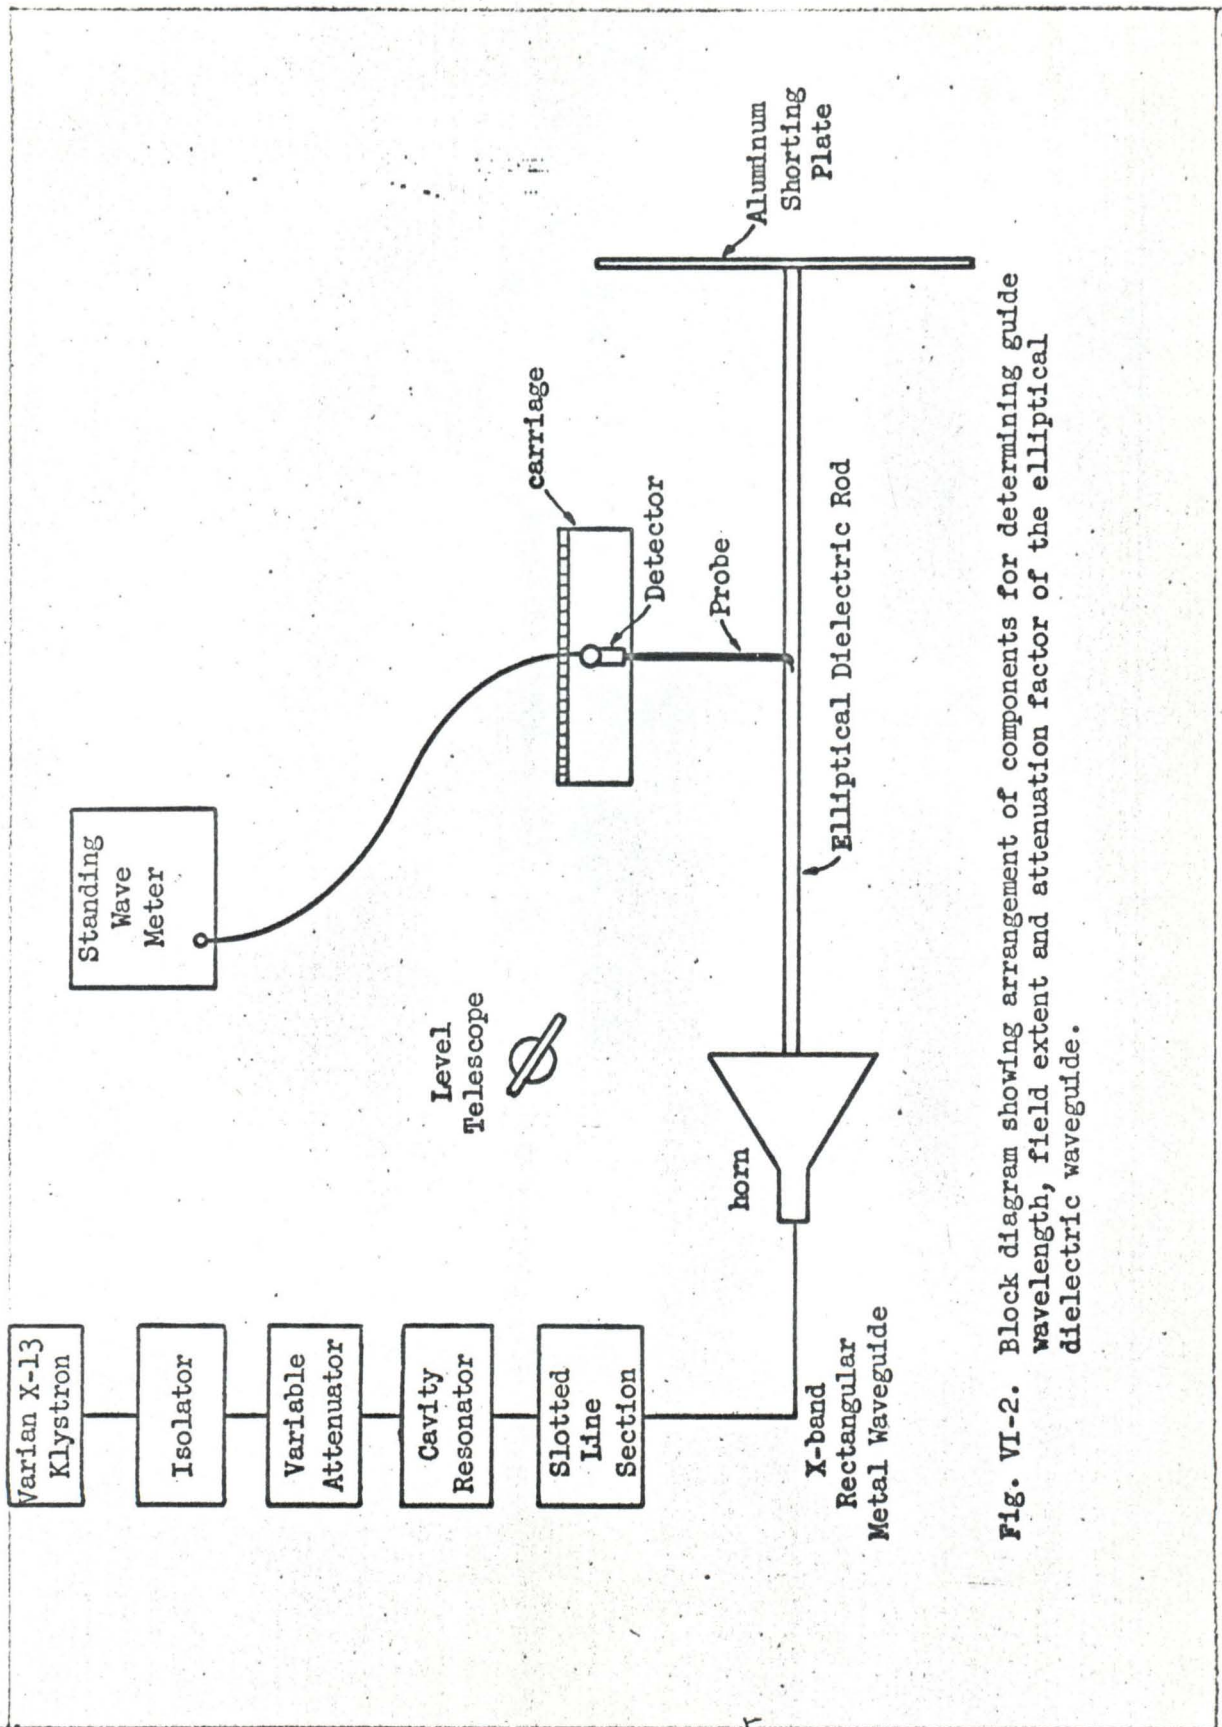 Varian X-13
Klystron
Isolator
Variable
Attenuator
Cavity
Resonator
Slotted
Line
Section
X-band
Rectangular
Metal Waveguide
horn
Level
Telescope
Standing
Wave
Meter
carriage
Detector
Probe
Elliptical Dielectric Rod
Aluminum
Shorting
Plate
Fig. VI-2. Block diagram showing arrangement of components for determining guide
wavelength, field extent and attenuation factor of the elliptical
dielectric waveguide.